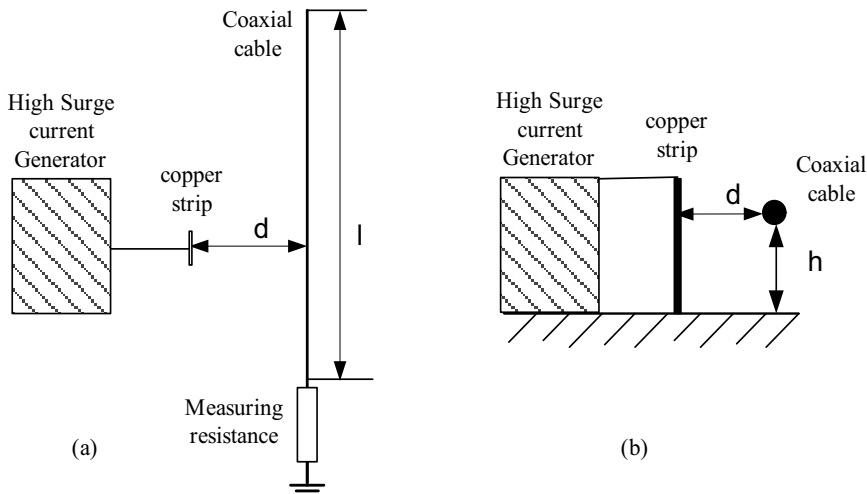 Coaxial
cable
High Surge
current
Generator
copper
strip
d
l
Measuring
resistance
(a)
High Surge
current
Generator
copper
strip
Coaxial
cable
d
h
(b)